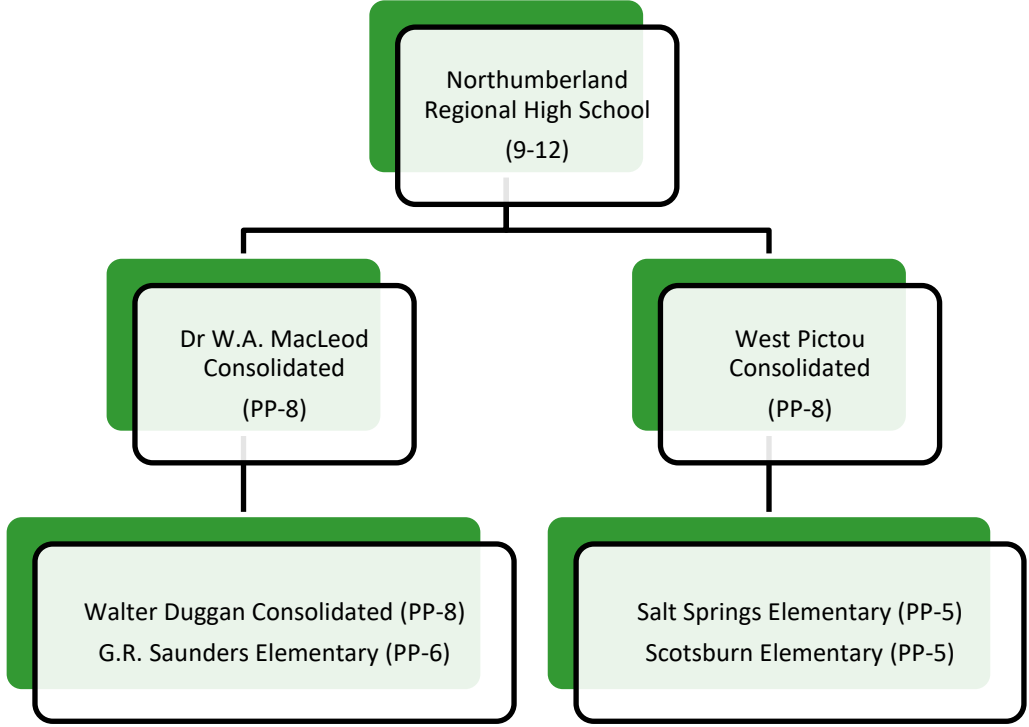 Northumberland
Regional High School
(9-12)
Dr W.A. MacLeod
Consolidated
(PP-8)
West Pictou
Consolidated
(PP-8)
Walter Duggan Consolidated (PP-8)
G.R. Saunders Elementary (PP-6)
Salt Springs Elementary (PP-5)
Scotsburn Elementary (PP-5)